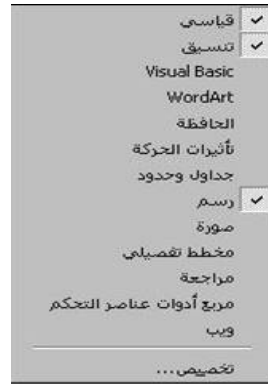 قياسي
تنسيق
Visual Basic
WordArt
الحافظة
تأثيرات الحركة
جداول وحدود
رسم
صورة
مخطط تفصيلي
مراجعة
مربع أدوات عناصر التحكم
ويب
تخصيص...